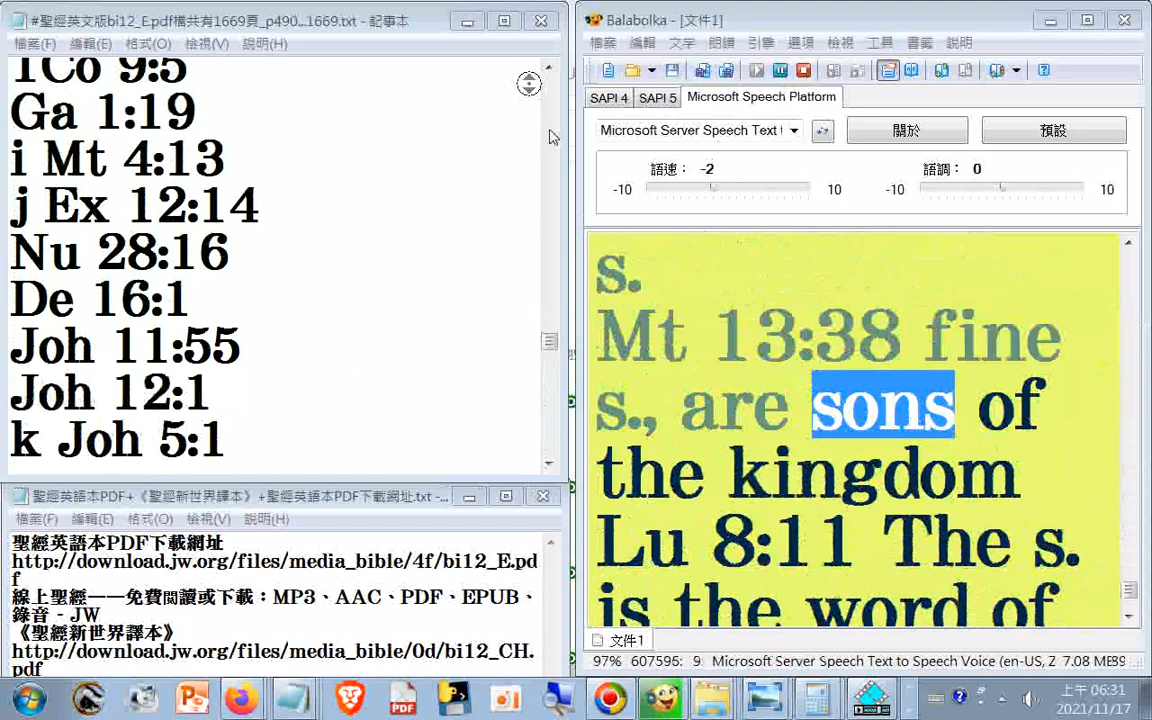 #聖經英文版bi12_E.pdf橫共有1669頁_p490...1669.txt - 記事本
檔案(F) 編輯(E) 格式(O) 檢視(V) 說明(H)
1Co 9:5
Ga 1:19
i Mt 4:13
j Ex 12:14
Nu 28:16
De 16:1
Joh 11:55
Joh 12:1
k Joh 5:1
聖經英語本PDF+《聖經新世界譯本》+聖經英語本PDF下載網址.txt -...
檔案(F) 編輯(E) 格式(O) 檢視(V) 說明(H)
聖經英語本PDF下載網址
http://download.jw.org/files/media_bible/4f/bi12_E.pd
f
線上聖經──免費閱讀或下載：MP3、AAC、PDF、EPUB、
錄音 - JW
《聖經新世界譯本》
http://download.jw.org/files/media_bible/0d/bi12_CH.
pdf
Balabolka - [文件1]
檔案 編輯 文字 朗讀 引擎 選項 檢視 工具 書籤 說明
SAPI 4 SAPI 5 Microsoft Speech Platform
Microsoft Server Speech Text 關於 預設
語速： -2 語調： 0
-10 10 -10 10
s.
Mt 13:38 fine
s., are sons of
the kingdom
Lu 8:11 The s.
is the word of
文件1
97% 607595: 9 Microsoft Server Speech Text to Speech Voice (en-US, Z 7.08 MB
PDF
上午 06:31
2021/11/17